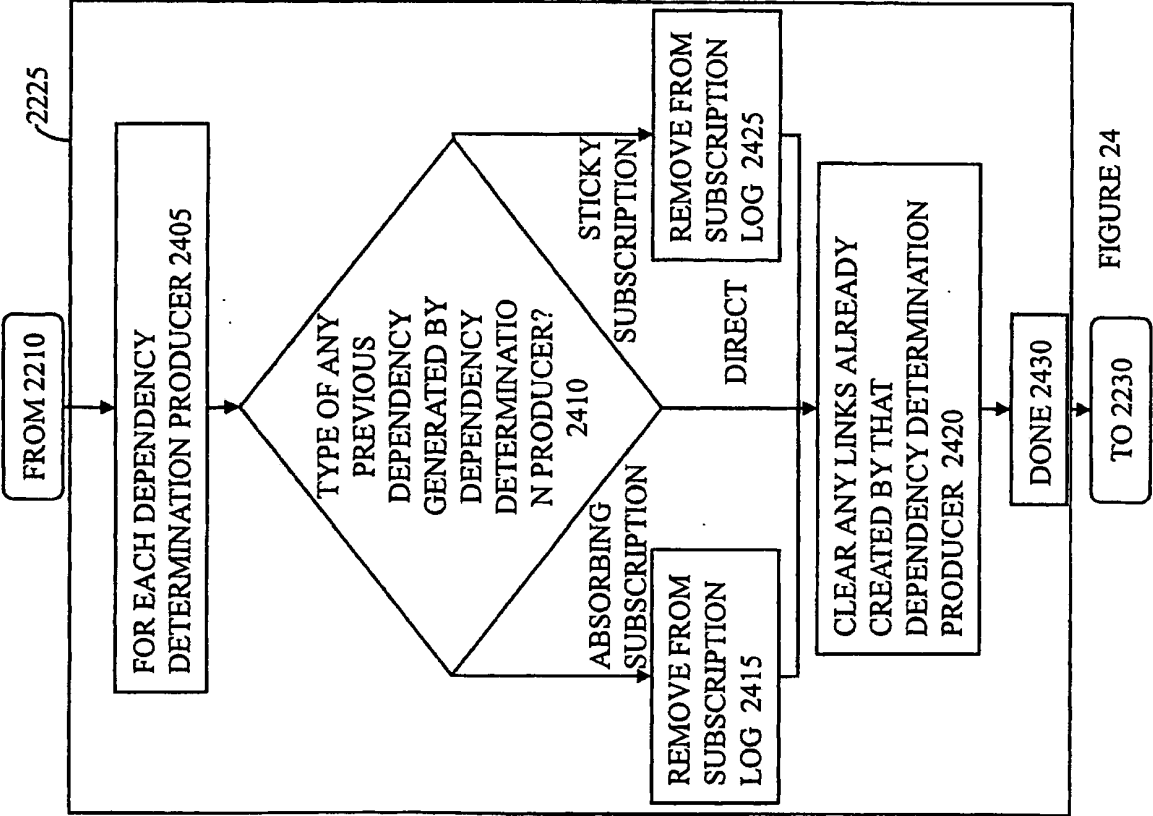 FROM 2210
2225
FOR EACH DEPENDENCY
DETERMINATION PRODUCER 2405
TYPE OF ANY
PREVIOUS
DEPENDENCY
GENERATED BY
DEPENDENCY
DETERMINATIO
N PRODUCER?
2410
ABSORBING
SUBSCRIPTION
STICKY
SUBSCRIPTION
REMOVE FROM
SUBSCRIPTION
LOG 2415
DIRECT
REMOVE FROM
SUBSCRIPTION
LOG 2425
CLEAR ANY LINKS ALREADY
CREATED BY THAT
DEPENDENCY DETERMINATION
PRODUCER 2420
DONE 2430
TO 2230
FIGURE 24